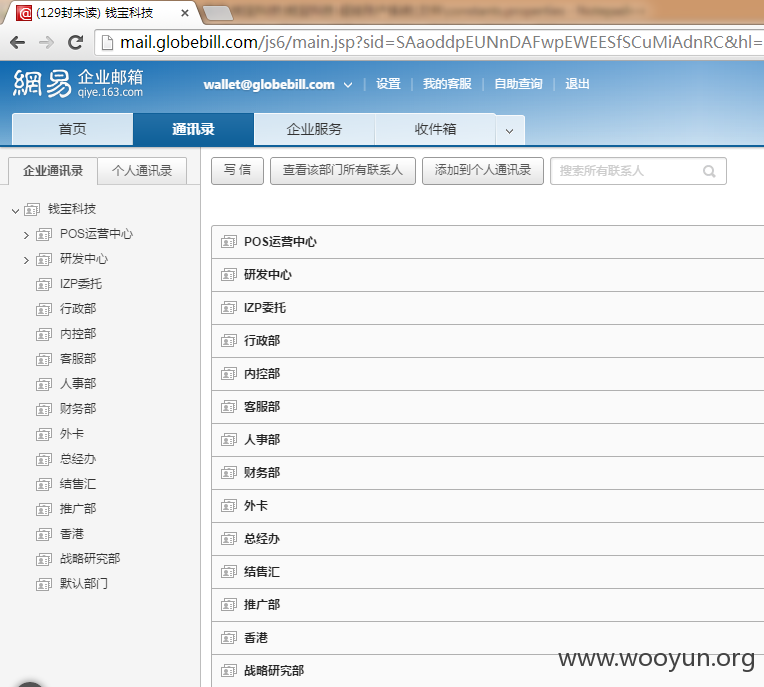 (129封未读) 钱宝科技
mail.globebill.com/js6/main.jsp?sid=SAaoddpEUNnDAFwpEWEESfSCuMiAdnRC&hl=
網易 企业邮箱 qiye.163.com
wallet@globebill.com 设置 我的客服 自助查询 退出
首页 通讯录 企业服务 收件箱
企业通讯录 个人通讯录
写 信 查看该部门所有联系人 添加到个人通讯录 搜索所有联系人
钱宝科技
POS运营中心
研发中心
IZP委托
行政部
内控部
客服部
人事部
财务部
外卡
总经办
结售汇
推广部
香港
战略研究部
默认部门
POS运营中心
研发中心
IZP委托
行政部
内控部
客服部
人事部
财务部
外卡
总经办
结售汇
推广部
香港
战略研究部
www.wooyun.org